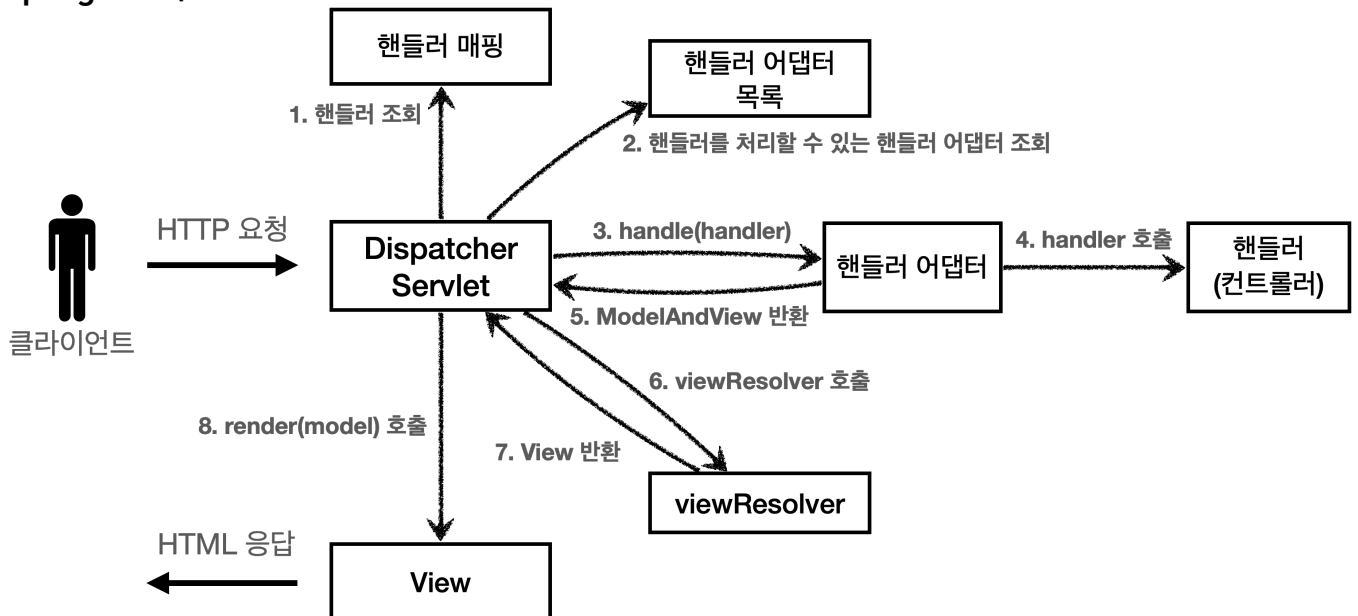 핸들러 매핑
핸들러 어댑터
목록
1. 핸들러 조회
2. 핸들러를 처리할 수 있는 핸들러 어댑터 조회
HTTP 요청
클라이언트
Dispatcher
Servlet
3. handle(handler)
핸들러 어댑터
4. handler 호출
핸들러
(컨트롤러)
5. ModelAndView 반환
6. viewResolver 호출
7. View 반환
viewResolver
8. render(model) 호출
HTML 응답
View